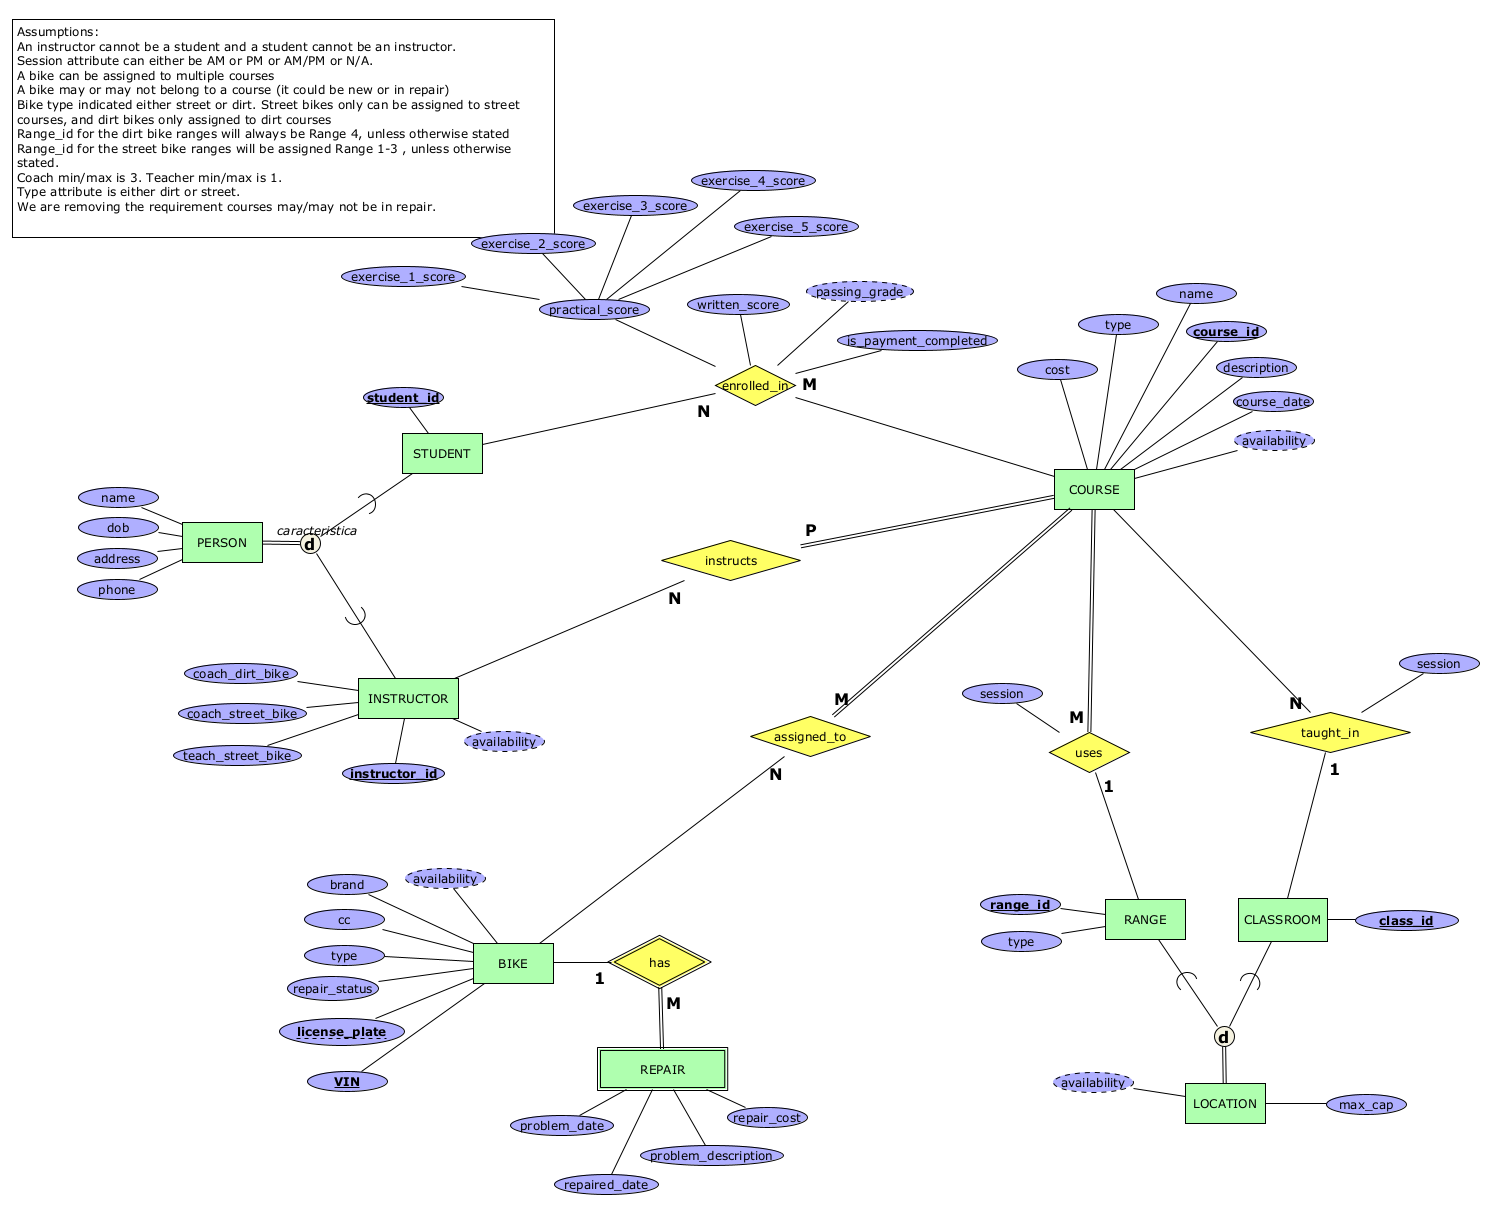 Assumptions:
An instructor cannot be a student and a student cannot be an instructor.
Session attribute can either be AM or PM or AM/PM or N/A.
A bike can be assigned to multiple courses
A bike may or may not belong to a course (it could be new or in repair)
Bike type indicated either street or dirt. Street bikes only can be assigned to street
courses, and dirt bikes only assigned to dirt courses
Range_id for the dirt bike ranges will always be Range 4, unless otherwise stated
Range_id for the street bike ranges will be assigned Range 1-3 , unless otherwise
stated.
Coach min/max is 3. Teacher min/max is 1.
Type attribute is either dirt or street.
We are removing the requirement courses may/may not be in repair.
exercise_4_score
exercise_3_score
exercise_5_score
exercise_2_score
exercise_1_score
practical_score
written_score
passing_grade
is_payment_completed
enrolled_in
M
N
name
type
course_id
cost
description
course_date
availability
COURSE
student_id
STUDENT
name
dob
address
phone
PERSON
caracteristica
d
P
instructs
N
coach_dirt_bike
coach_street_bike
teach_street_bike
INSTRUCTOR
availability
instructor_id
M
assigned_to
N
session
M
uses
1
session
N
taught_in
1
brand
availability
cc
type
repair_status
license_plate
VIN
BIKE
1
has
M
REPAIR
problem_date
repair_cost
problem_description
repaired_date
range_id
type
RANGE
CLASSROOM
class_id
d
availability
LOCATION
max_cap